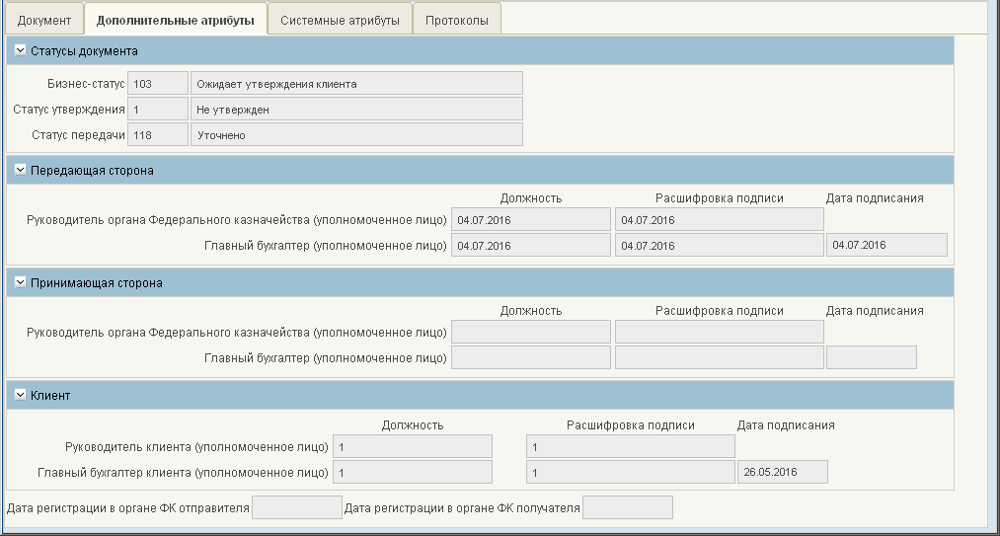 Документ Дополнительные атрибуты Системные атрибуты Протоколы
Статусы документа
Бизнес-статус 103 Ожидает утверждения клиента
Статус утверждения 1 Не утвержден
Статус передачи 118 Уточнено
Передающая сторона
Должность Расшифровка подписи Дата подписания
Руководитель органа Федерального казначейства (уполномоченное лицо) 04.07.2016 04.07.2016
Главный бухгалтер (уполномоченное лицо) 04.07.2016 04.07.2016 04.07.2016
Принимающая сторона
Должность Расшифровка подписи Дата подписания
Руководитель органа Федерального казначейства (уполномоченное лицо)
Главный бухгалтер (уполномоченное лицо)
Клиент
Должность Расшифровка подписи Дата подписания
Руководитель клиента (уполномоченное лицо) 1 1
Главный бухгалтер клиента (уполномоченное лицо) 1 1 26.05.2016
Дата регистрации в органе ФК отправителя Дата регистрации в органе ФК получателя